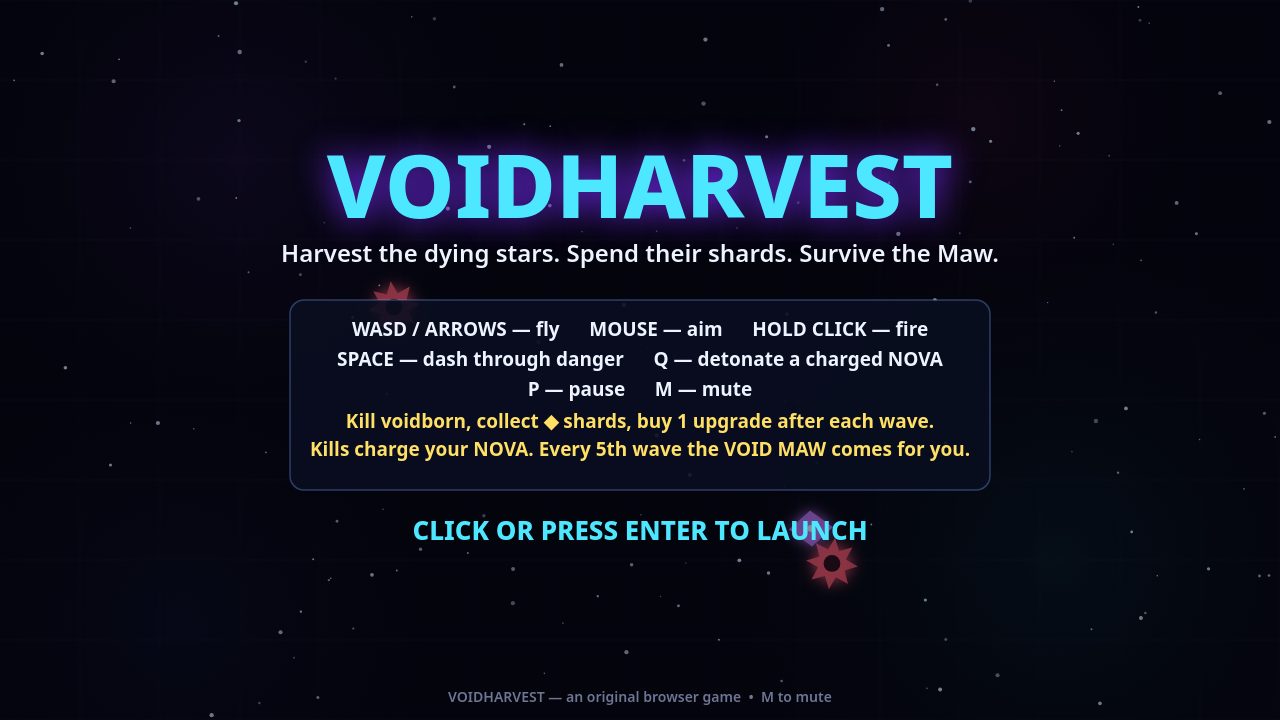 VOIDHARVEST
Harvest the dying stars. Spend their shards. Survive the Maw.
WASD / ARROWS — fly MOUSE — aim HOLD CLICK — fire
SPACE — dash through danger Q — detonate a charged NOVA
P — pause M — mute
Kill voidborn, collect ◆ shards, buy 1 upgrade after each wave.
Kills charge your NOVA. Every 5th wave the VOID MAW comes for you.
CLICK OR PRESS ENTER TO LAUNCH
VOIDHARVEST — an original browser game • M to mute